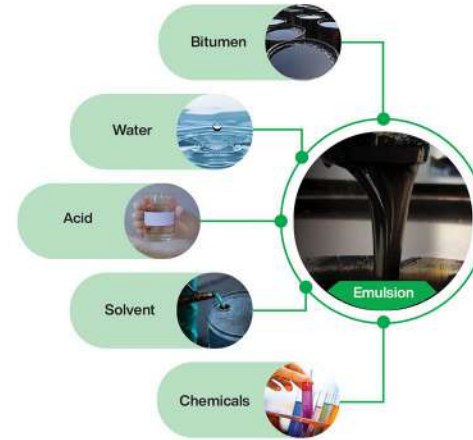 Bitumen
Water
Acid
Solvent
Emulsion
Chemicals